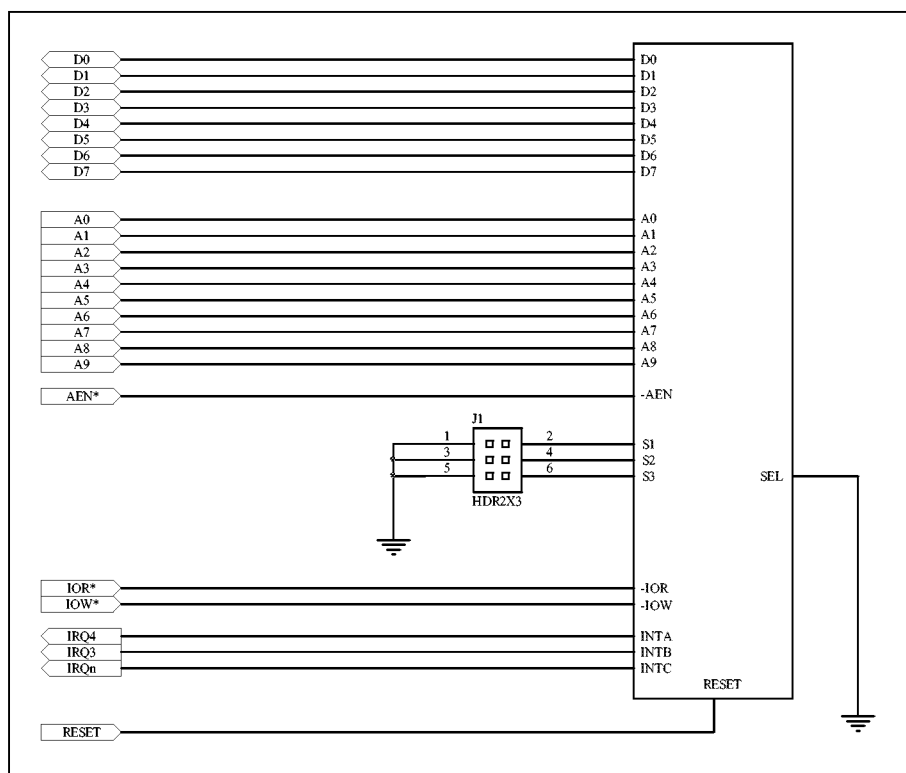 D0 D0
D1 D1
D2 D2
D3 D3
D4 D4
D5 D5
D6 D6
D7 D7
A0 A0
A1 A1
A2 A2
A3 A3
A4 A4
A5 A5
A6 A6
A7 A7
A8 A8
A9 A9
AEN* -AEN
J1
1 2 S1
3 4 S2
5 6 S3 SEL
HDR2X3
IOR* -IOR
IOW* -IOW
IRQ4 INTA
IRQ3 INTB
IRQn INTC
RESET
RESET